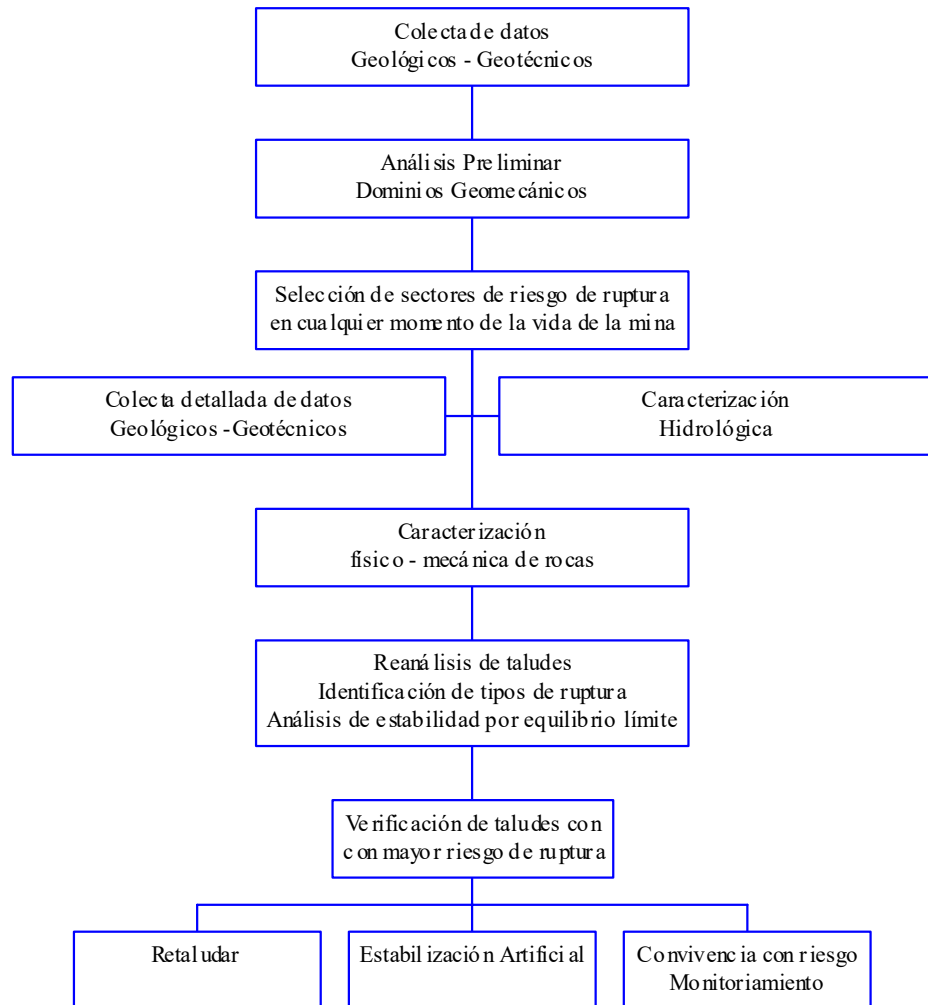 Colecta de datos
Geológicos - Geotécnicos
Análisis Preliminar
Dominios Geomecánicos
Selección de sectores de riesgo de ruptura
en cualquier momento de la vida de la mina
Colecta detallada de datos
Geológicos -Geotécnicos
Caracterización
Hidrológica
Caracterización
físico - mecánica de rocas
Reanálisis de taludes
Identificación de tipos de ruptura
Análisis de estabilidad por equilibrio límite
Verificación de taludes con
con mayor riesgo de ruptura
Retaludar
Estabilización Artificial
Convivencia con riesgo
Monitoriamiento